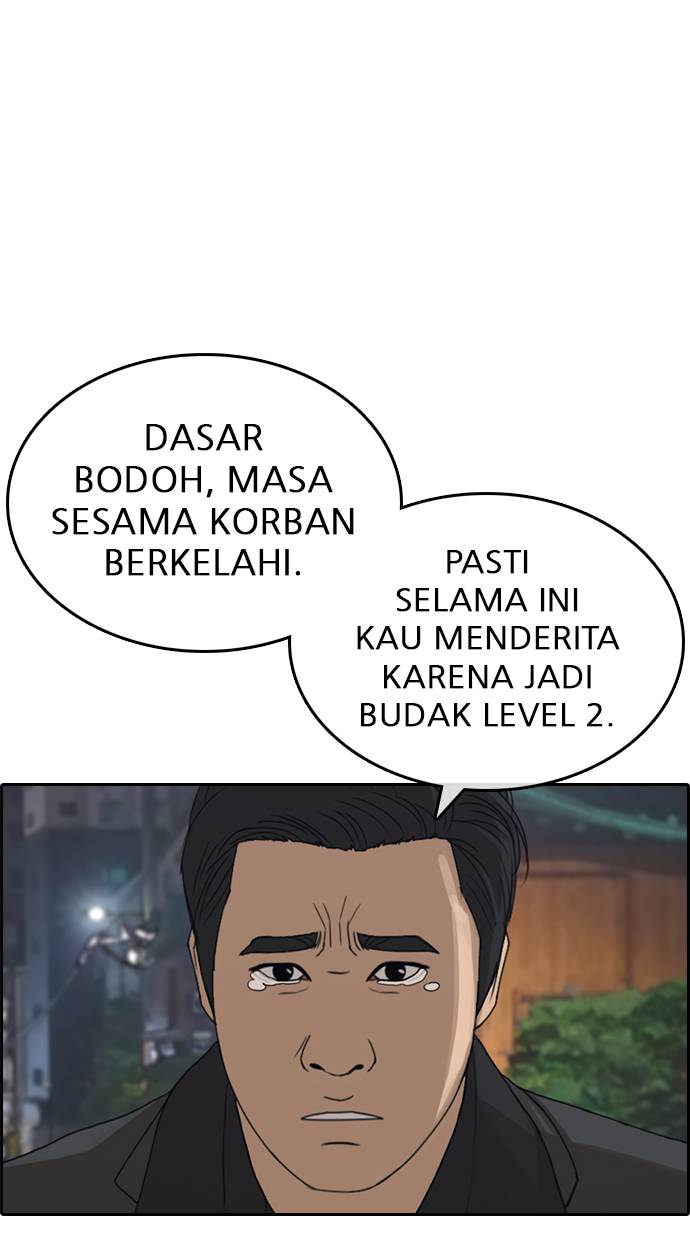 DASAR
BODOH, MASA
SESAMA KORBAN
BERKELAHI.
PASTI
SELAMA INI
KAU MENDERITA
KARENA JADI
BUDAK LEVEL 2.